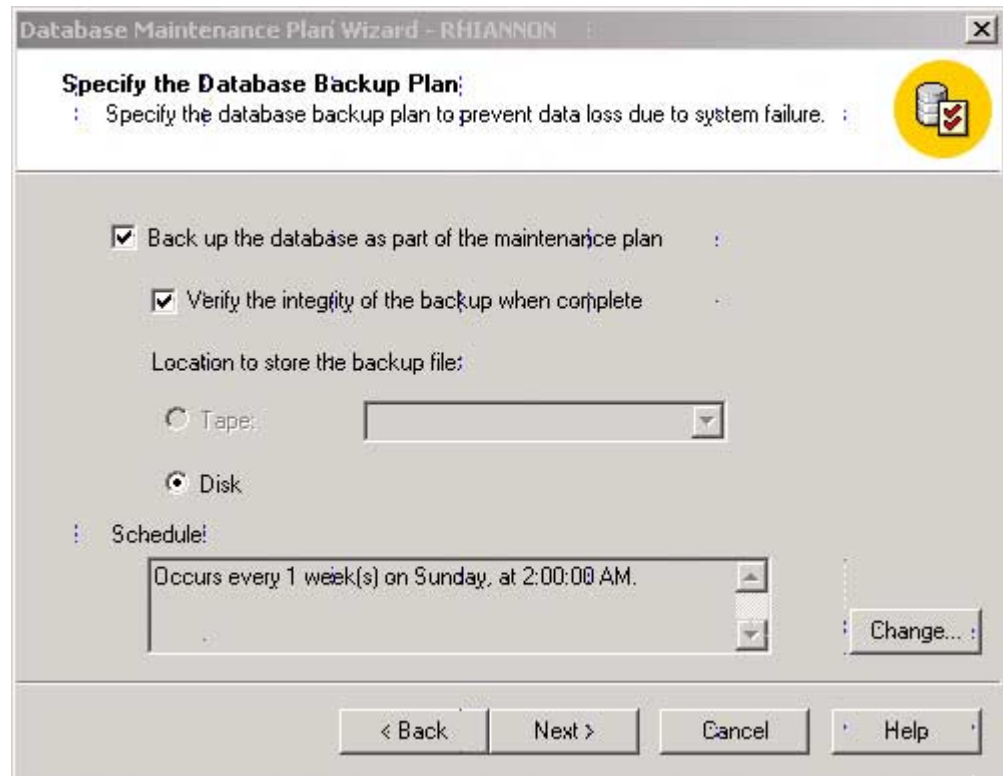 Database Maintenance Plan Wizard - RHIANNON
Specify the Database Backup Plan
Specify the database backup plan to prevent data loss due to system failure.
Back up the database as part of the maintenance plan
Verify the integrity of the backup when complete
Location to store the backup file:
Tape:
Disk
Schedule:
Occurs every 1 week(s) on Sunday, at 2:00:00 AM.
Change...
< Back
Next >
Cancel
Help